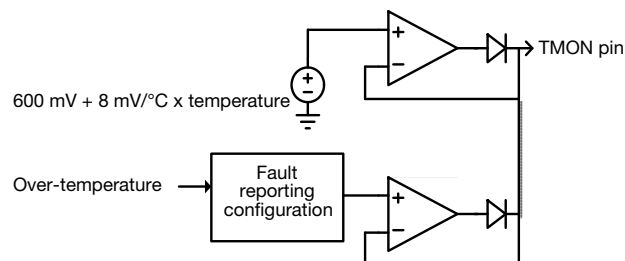 TMON pin
600 mV + 8 mV/°C x temperature
Over-temperature
Fault
reporting
configuration
+
−
+
−
+
−